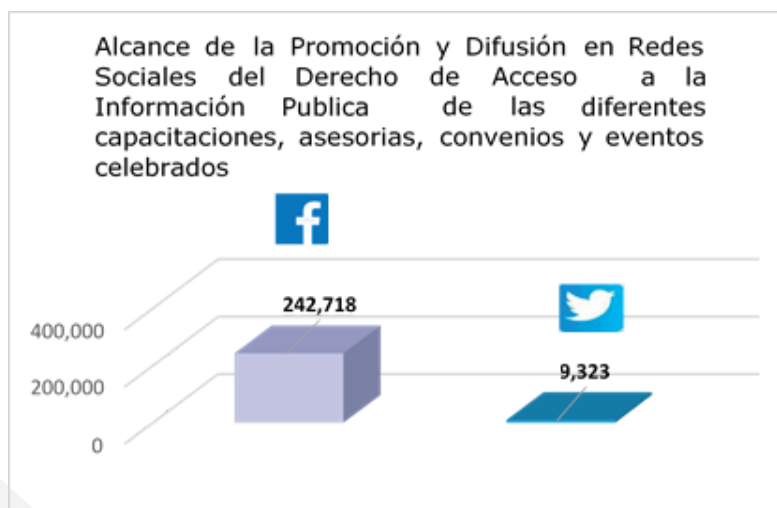 Alcance de la Promoción y Difusión en Redes
Sociales del Derecho de Acceso a la
Información Publica de las diferentes
capacitaciones, asesorias, convenios y eventos
celebrados
f
242,718
400,000
9,323
200,000
0